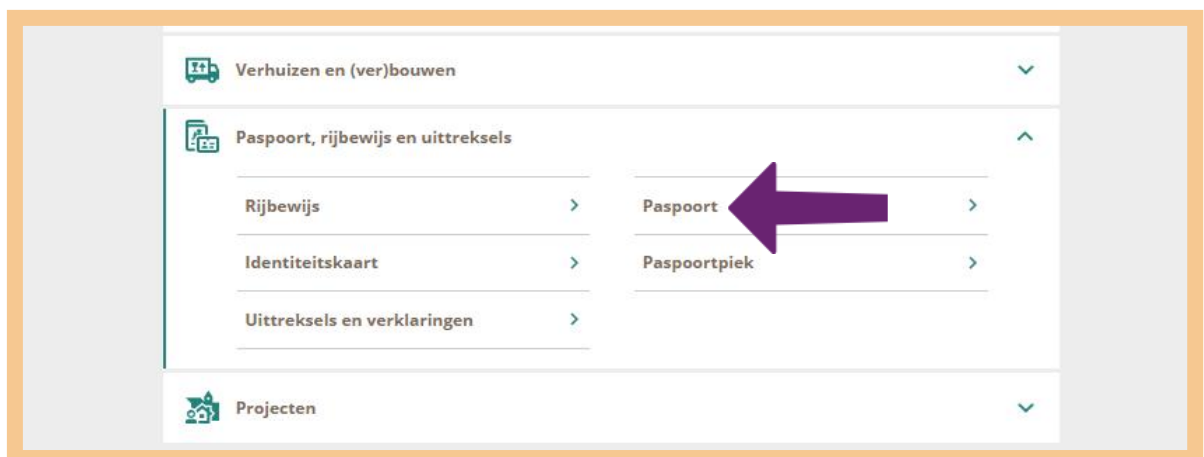 Verhuizen en (ver)bouwen
Paspoort, rijbewijs en uittreksels
Rijbewijs
Paspoort
Identiteitskaart
Paspoortpiek
Uittreksels en verklaringen
Projecten